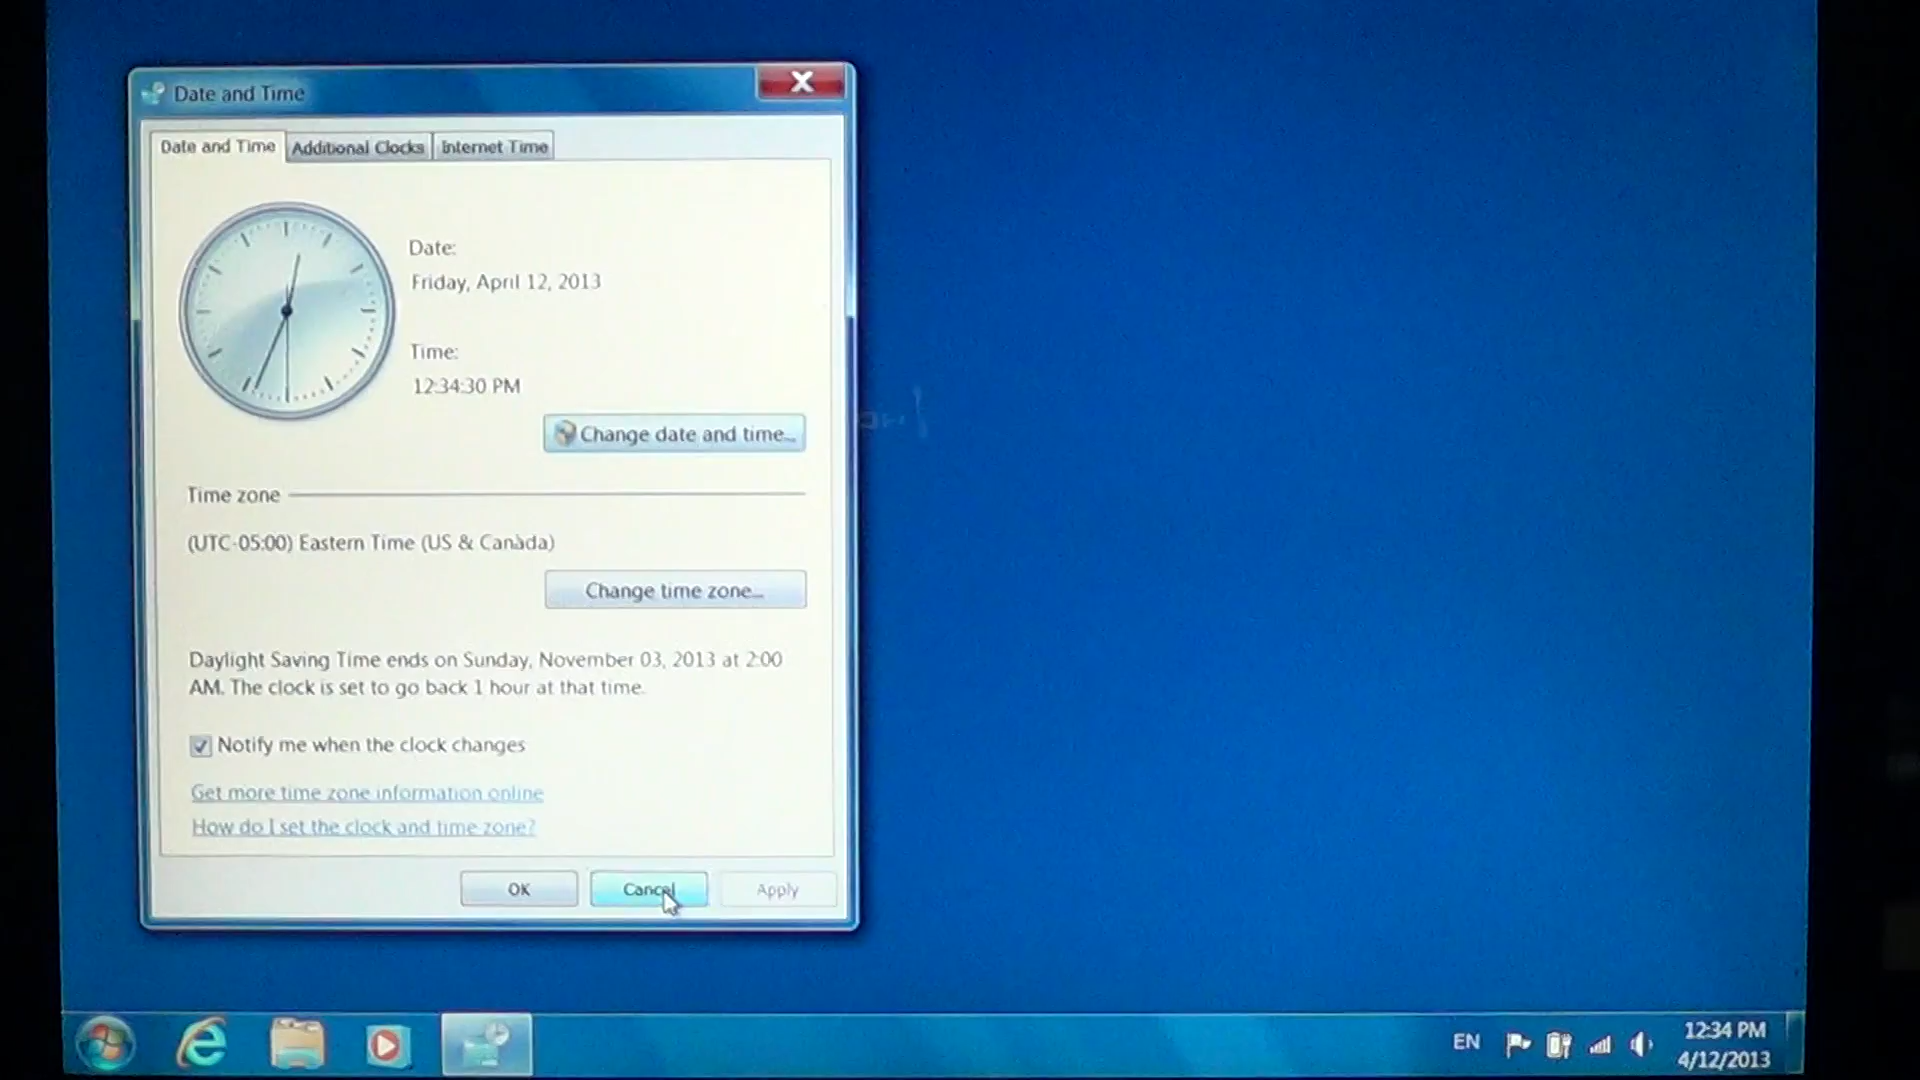 Date and Time
Date and Time
Additional Clocks
Internet Time
Date:
Friday, April 12, 2013
Time:
12:34:30 PM
Change date and time...
Time zone
(UTC-05:00) Eastern Time (US & Canada)
Change time zone...
Daylight Saving Time ends on Sunday, November 03, 2013 at 2:00
AM. The clock is set to go back 1 hour at that time.
Notify me when the clock changes
Get more time zone information online
How do I set the clock and time zone?
OK
Cancel
Apply
EN
12:34 PM
4/12/2013